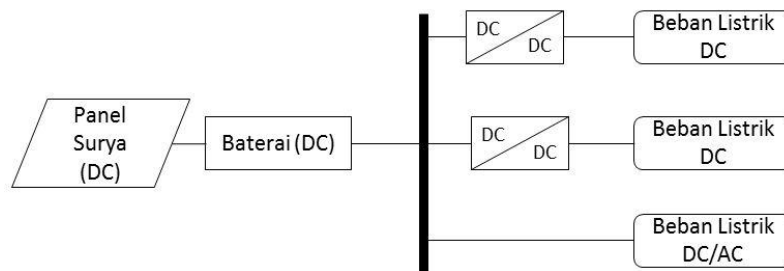 Panel
Surya
(DC)
Baterai (DC)
DC
DC
Beban Listrik
DC
DC
DC
Beban Listrik
DC
Beban Listrik
DC/AC